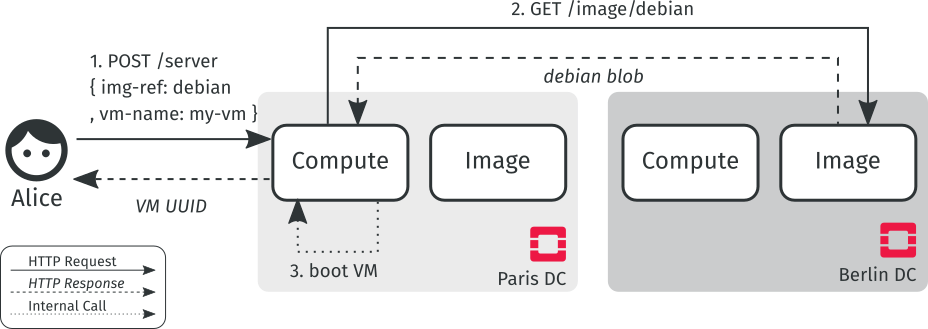 2. GET /image/debian
1. POST /server
{ img-ref: debian
, vm-name: my-vm }
debian blob
Compute
Image
Compute
Image
Alice
VM UUID
3. boot VM
Paris DC
Berlin DC
HTTP Request
HTTP Response
Internal Call